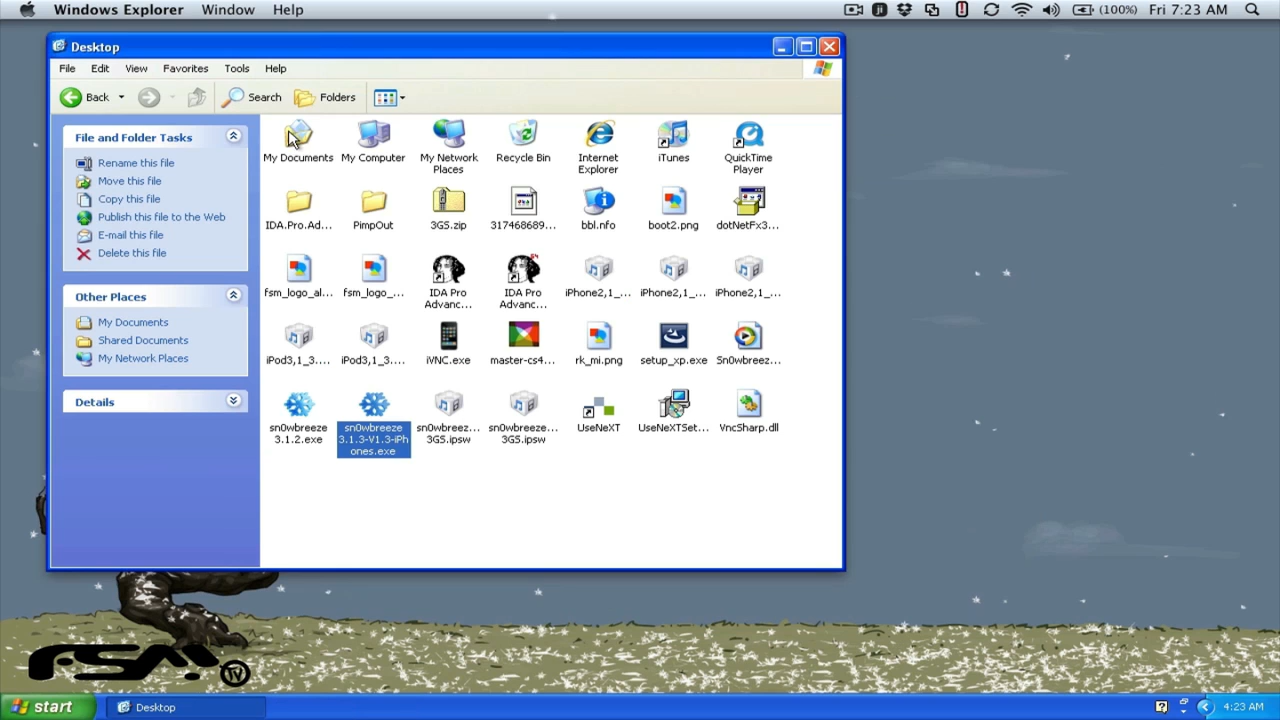 Windows Explorer Window Help (100%) Fri 7:23 AM
Desktop
File Edit View Favorites Tools Help
Back Search Folders
File and Folder Tasks
Rename this file
Move this file
Copy this file
Publish this file to the Web
E-mail this file
Delete this file
Other Places
My Documents
Shared Documents
My Network Places
Details
My Documents
My Computer
My Network
Places
Recycle Bin
Internet
Explorer
iTunes
QuickTime
Player
IDA.Pro.Ad...
PimpOut
3GS.zip
317468689...
bbl.nfo
boot2.png
dotNetFx3...
fsm_logo_al...
fsm_logo_...
IDA Pro
Advanc...
IDA Pro
Advanc...
iPhone2,1_...
iPhone2,1_...
iPhone2,1_...
iPod3,1_3....
iPod3,1_3....
iVNC.exe
master-cs4...
rk_mi.png
setup_xp.exe
Sn0wbreez...
sn0wbreeze
3.1.2.exe
sn0wbreeze
3.1.3-V1.3-iPh
ones.exe
sn0wbreez...
3GS.ipsw
sn0wbreeze...
3GS.ipsw
UseNeXT
UseNeXTSet...
VncSharp.dll
FSM TV
start Desktop 4:23 AM